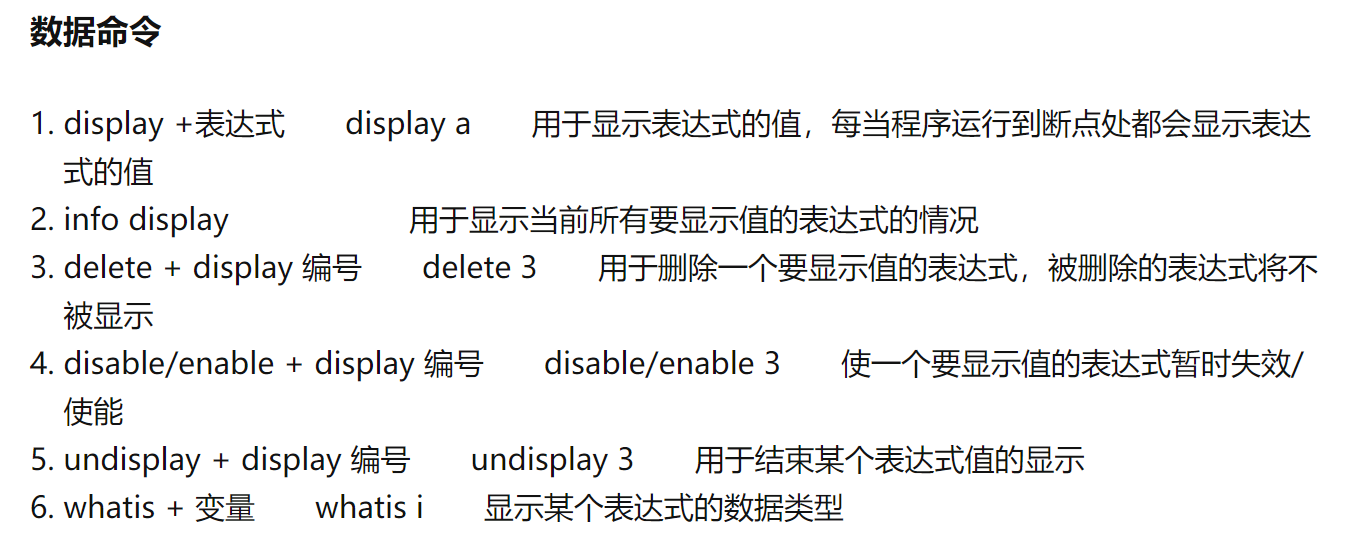 数据命令
1. display +表达式 display a 用于显示表达式的值，每当程序运行到断点处都会显示表达
式的值
2. info display 用于显示当前所有要显示值的表达式的情况
3. delete + display 编号 delete 3 用于删除一个要显示值的表达式，被删除的表达式将不
被显示
4. disable/enable + display 编号 disable/enable 3 使一个要显示值的表达式暂时失效/
使能
5. undisplay + display 编号 undisplay 3 用于结束某个表达式值的显示
6. whatis + 变量 whatis i 显示某个表达式的数据类型